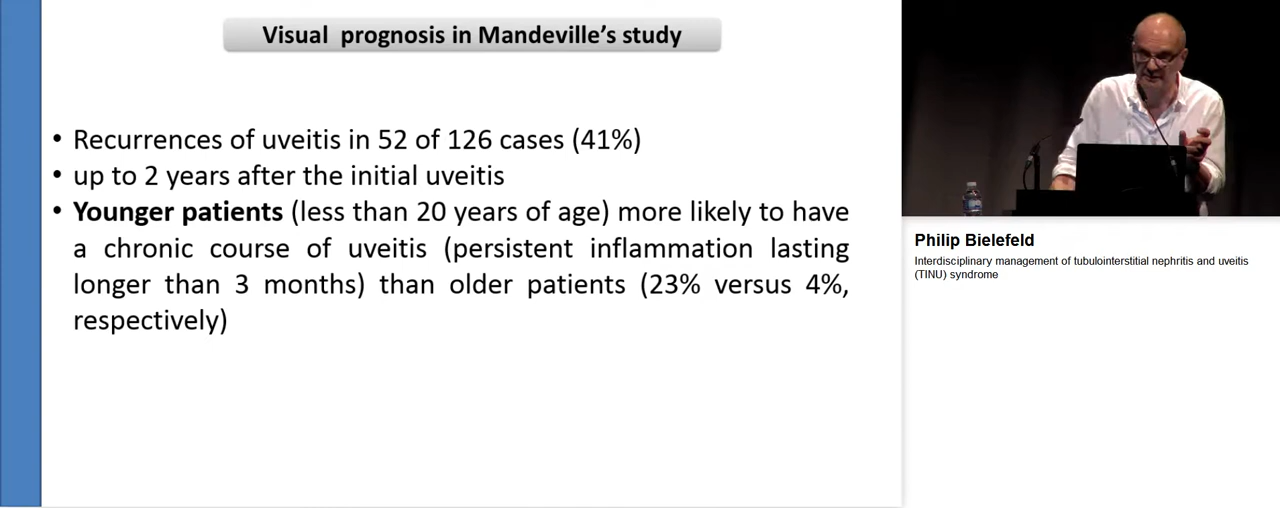 Visual prognosis in Mandeville's study
• Recurrences of uveitis in 52 of 126 cases (41%)
• up to 2 years after the initial uveitis
• Younger patients (less than 20 years of age) more likely to have
a chronic course of uveitis (persistent inflammation lasting
longer than 3 months) than older patients (23% versus 4%,
respectively)
Philip Bielefeld
Interdisciplinary management of tubulointerstitial nephritis and uveitis
(TINU) syndrome